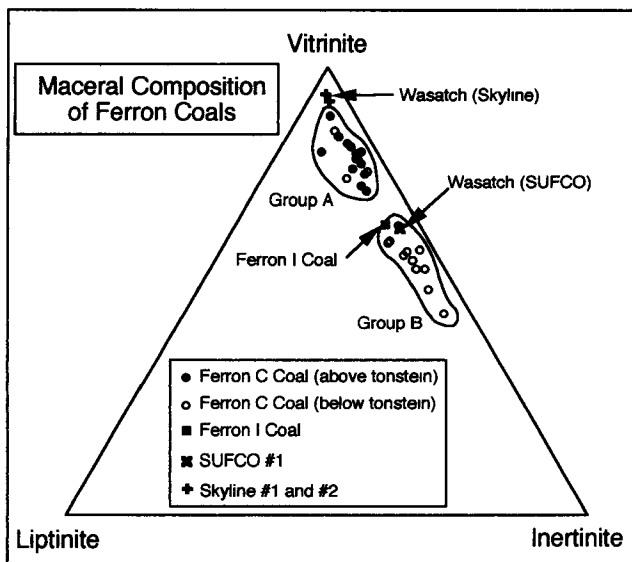 Vitrinite
Maceral Composition
of Ferron Coals
Wasatch (Skyline)
Group A
Wasatch (SUFCO)
Ferron I Coal
Group B
Ferron C Coal (above tonstein)
Ferron C Coal (below tonstein)
Ferron I Coal
SUFCO #1
Skyline #1 and #2
Liptinite
Inertinite